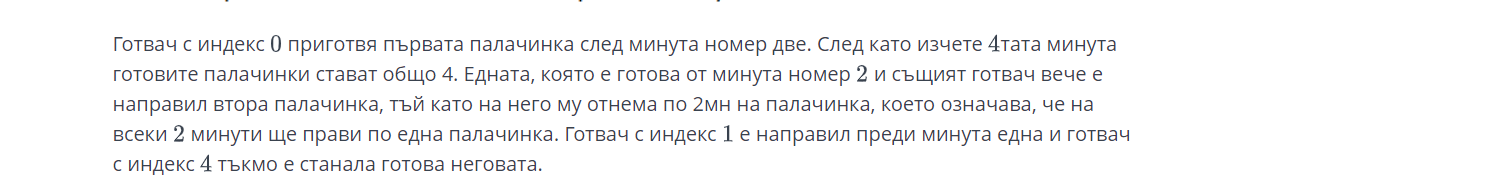 Готвач с индекс 0 приготвя първата палачинка след минута номер две. След като изчете 4тата минута
готовите палачинки стават общо 4. Едната, която е готова от минута номер 2 и същият готвач вече е
направил втора палачинка, тъй като на него му отнема по 2мн на палачинка, което означава, че на
всеки 2 минути ще прави по една палачинка. Готвач с индекс 1 е направил преди минута една и готвач
с индекс 4 тъкмо е станала готова неговата.